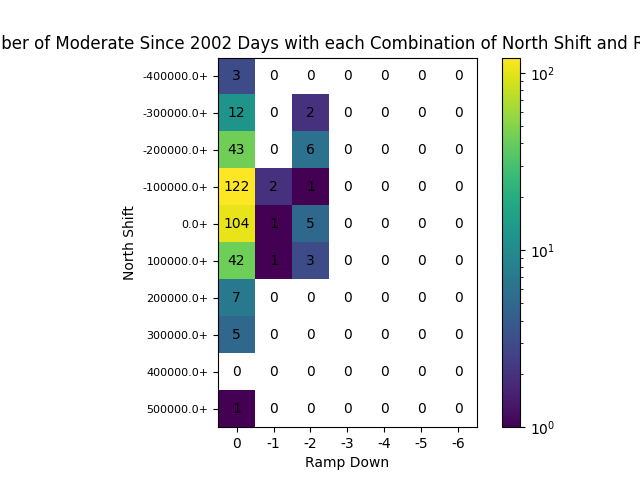 ber of Moderate Since 2002 Days with each Combination of North Shift and R
-400000.0+ 3 0 0 0 0 0 0
-300000.0+ 12 0 2 0 0 0 0
-200000.0+ 43 0 6 0 0 0 0
-100000.0+ 122 2 1 0 0 0 0
0.0+ 104 1 5 0 0 0 0
100000.0+ 42 1 3 0 0 0 0
200000.0+ 7 0 0 0 0 0 0
300000.0+ 5 0 0 0 0 0 0
400000.0+ 0 0 0 0 0 0 0
500000.0+ 1 0 0 0 0 0 0
0 -1 -2 -3 -4 -5 -6
Ramp Down
North Shift
10²
10¹
10⁰